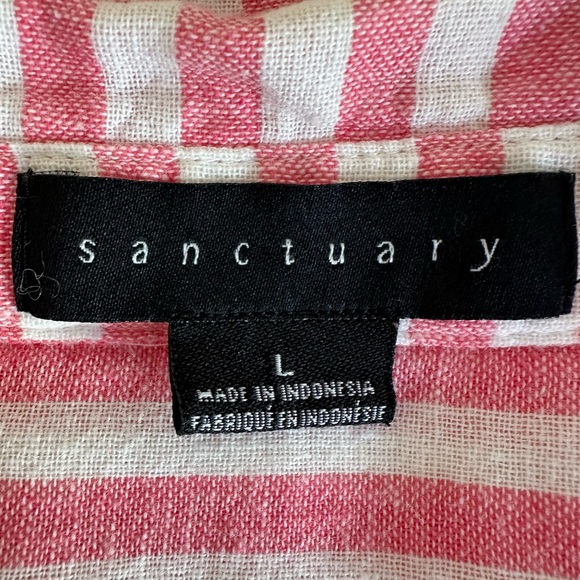 sanctuary
L
MADE IN INDONESIA
FABRIQUÉ EN INDONÉSIE